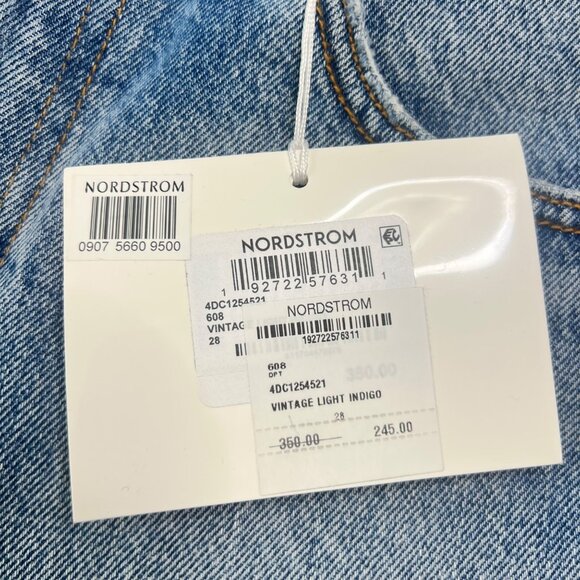 NORDSTROM
0907 5660 9500
NORDSTROM
1 92722 57631 1
4DC1254521
608
VINTAGE
28
NORDSTROM
192722576311
608
DPT
350.00
4DC1254521
VINTAGE LIGHT INDIGO
28
350.00 245.00